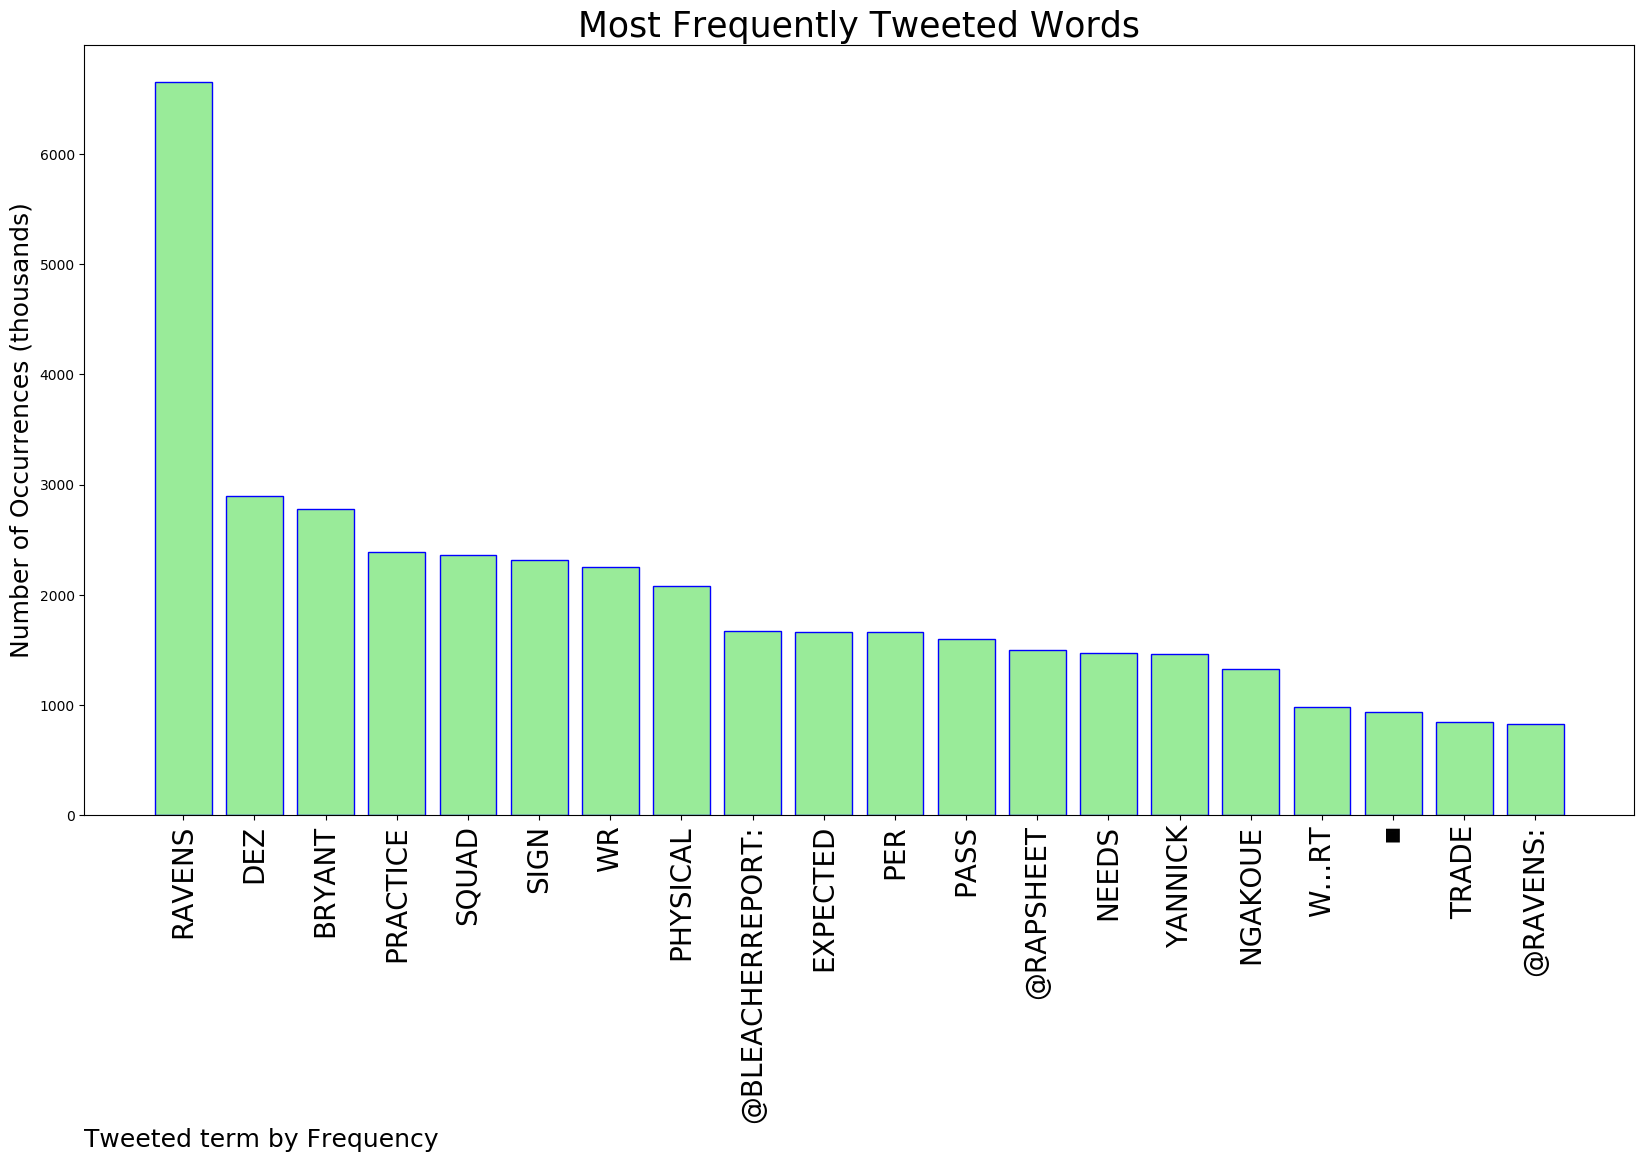 Most Frequently Tweeted Words
Number of Occurrences (thousands)
6000
5000
4000
3000
2000
1000
0
RAVENS
DEZ
BRYANT
PRACTICE
SQUAD
SIGN
WR
PHYSICAL
@BLEACHERREPORT:
EXPECTED
PER
PASS
@RAPSHEET
NEEDS
YANNICK
NGAKOUE
W...RT
■
TRADE
@RAVENS:
Tweeted term by Frequency